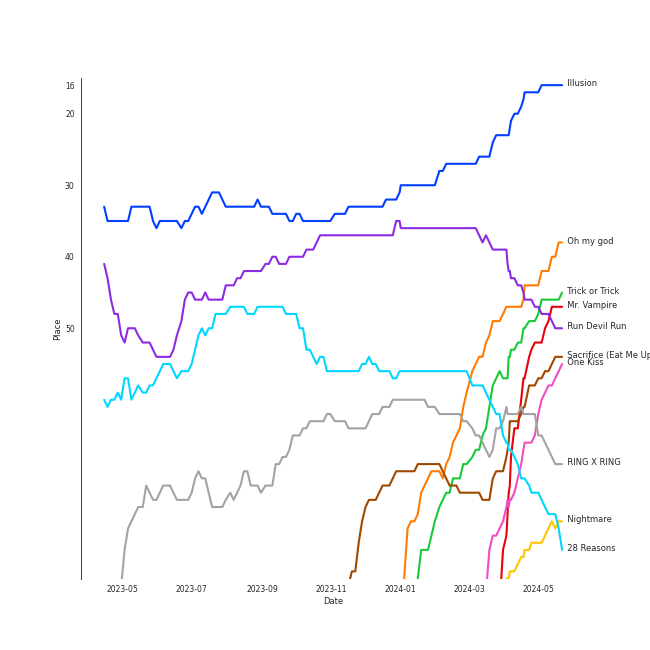 16
20
30
40
50
Place
2023-05
2023-07
2023-09
2023-11
2024-01
2024-03
2024-05
Date
Illusion
Oh my god
Trick or Trick
Mr. Vampire
Run Devil Run
Sacrifice (Eat Me Up
One Kiss
RING X RING
Nightmare
28 Reasons